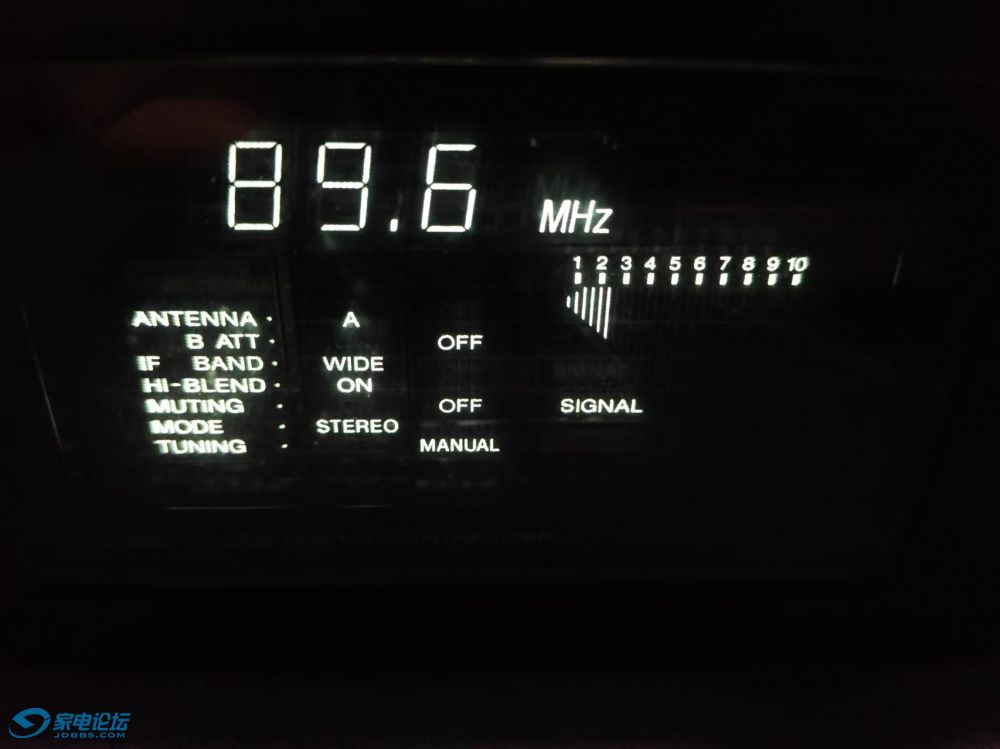 89.6 MHz
1 2 3 4 5 6 7 8 9 10
ANTENNA · A
B ATT · OFF
IF BAND · WIDE
HI-BLEND · ON
MUTING · OFF SIGNAL
MODE · STEREO
TUNING · MANUAL
SYNTHESIZER
家电论坛
JDBBS.COM